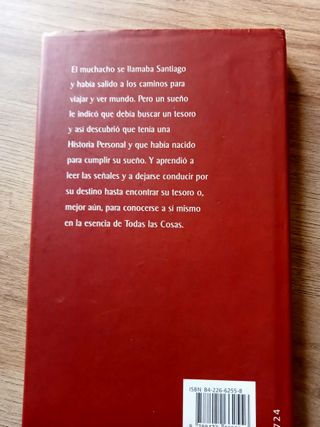 El muchacho se llamaba Santiago
y había salido a los caminos para
viajar y ver mundo. Pero un sueño
le indicó que debía buscar un tesoro
y así descubrió que tenía una
Historia Personal y que había nacido
para cumplir su sueño. Y aprendió a
leer las señales y a dejarse conducir por
su destino hasta encontrar su tesoro o,
mejor aún, para conocerse a sí mismo
en la esencia de Todas las Cosas.
ISBN 84-226-6255-8
724